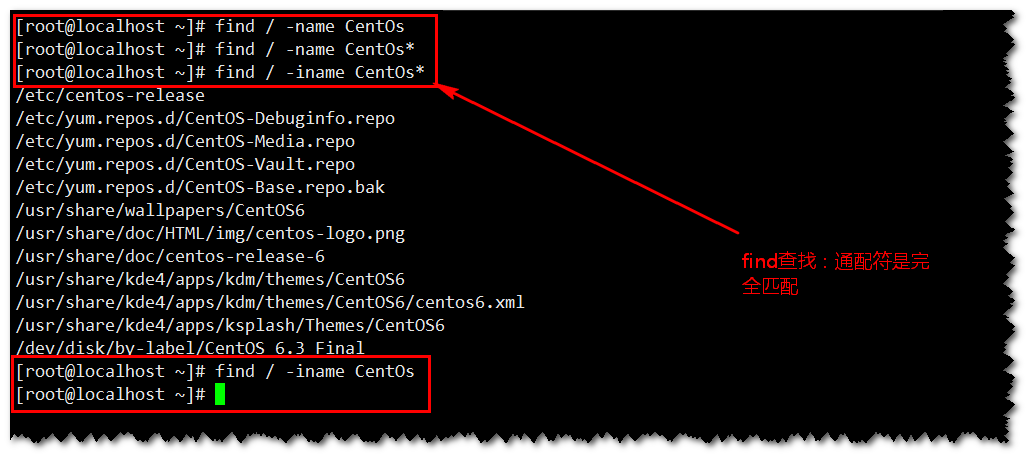 [root@localhost ~]# find / -name CentOs
[root@localhost ~]# find / -name CentOs*
[root@localhost ~]# find / -iname CentOs*
/etc/centos-release
/etc/yum.repos.d/CentOS-Debuginfo.repo
/etc/yum.repos.d/CentOS-Media.repo
/etc/yum.repos.d/CentOS-Vault.repo
/etc/yum.repos.d/CentOS-Base.repo.bak
/usr/share/wallpapers/CentOS6
/usr/share/doc/HTML/img/centos-logo.png
/usr/share/doc/centos-release-6
/usr/share/kde4/apps/kdm/themes/CentOS6
/usr/share/kde4/apps/kdm/themes/CentOS6/centos6.xml
/usr/share/kde4/apps/ksplash/Themes/CentOS6
/dev/disk/by-label/CentOS_6.3_Final
[root@localhost ~]# find / -iname CentOs
[root@localhost ~]#
find查找：通配符是完
全匹配